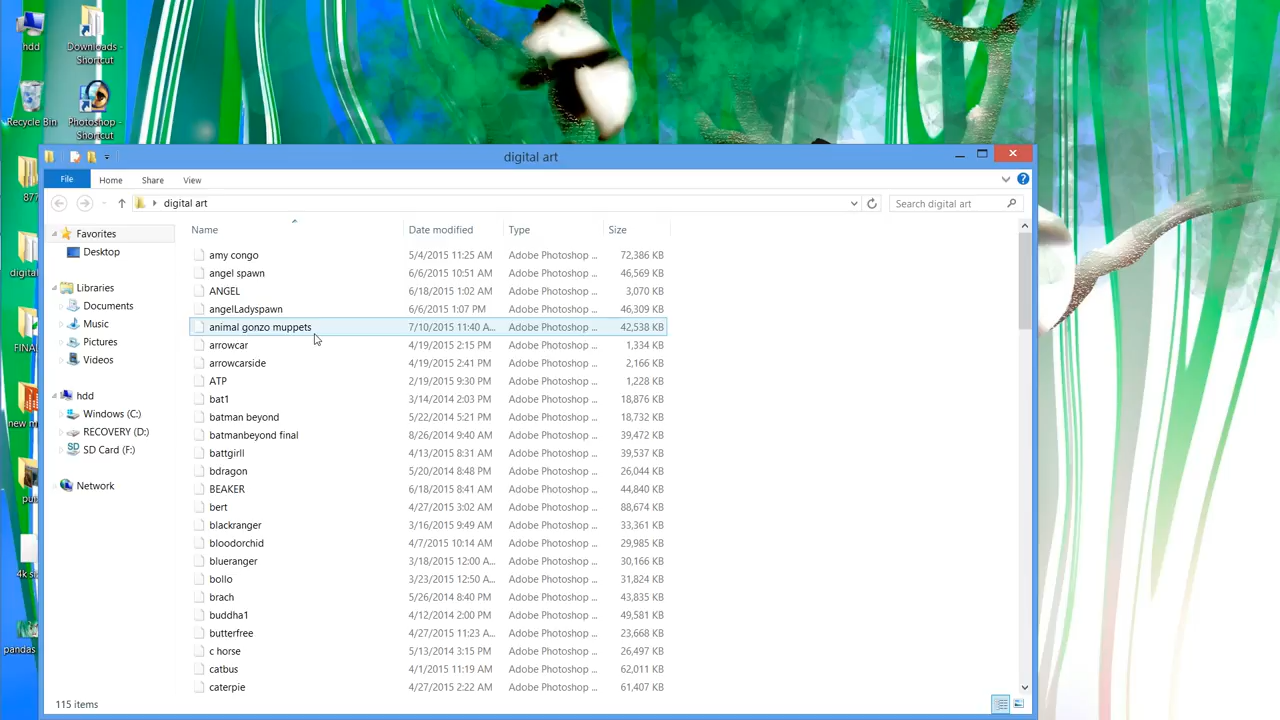 hdd
Downloads -
Shortcut
Recycle Bin
Photoshop -
Shortcut
877
digital
FINAL
new m
4k si
pandas
digital art
File Home Share View
digital art
Search digital art
Favorites
Desktop
Libraries
Documents
Music
Pictures
Videos
hdd
Windows (C:)
RECOVERY (D:)
SD Card (F:)
Network
Name Date modified Type Size
amy congo 5/4/2015 11:25 AM Adobe Photoshop ... 72,386 KB
angel spawn 6/6/2015 10:51 AM Adobe Photoshop ... 46,569 KB
ANGEL 6/18/2015 1:02 AM Adobe Photoshop ... 3,070 KB
angelLadyspawn 6/6/2015 1:07 PM Adobe Photoshop ... 46,309 KB
animal gonzo muppets 7/10/2015 11:40 A... Adobe Photoshop ... 42,538 KB
arrowcar 4/19/2015 2:15 PM Adobe Photoshop ... 1,334 KB
arrowcarside 4/19/2015 2:41 PM Adobe Photoshop ... 2,166 KB
ATP 2/19/2015 9:30 PM Adobe Photoshop ... 1,228 KB
bat1 3/14/2014 2:03 PM Adobe Photoshop ... 18,876 KB
batman beyond 5/22/2014 5:21 PM Adobe Photoshop ... 18,732 KB
batmanbeyond final 8/26/2014 9:40 AM Adobe Photoshop ... 39,472 KB
battgirll 4/13/2015 8:31 AM Adobe Photoshop ... 39,537 KB
bdragon 5/20/2014 8:48 PM Adobe Photoshop ... 26,044 KB
BEAKER 6/18/2015 8:41 AM Adobe Photoshop ... 44,840 KB
bert 4/27/2015 3:02 AM Adobe Photoshop ... 88,674 KB
blackranger 3/16/2015 9:49 AM Adobe Photoshop ... 33,361 KB
bloodorchid 4/7/2015 10:14 AM Adobe Photoshop ... 29,985 KB
blueranger 3/18/2015 12:00 A... Adobe Photoshop ... 30,166 KB
bollo 3/23/2015 12:50 A... Adobe Photoshop ... 31,824 KB
brach 5/26/2014 8:40 PM Adobe Photoshop ... 43,835 KB
buddha1 4/12/2014 2:00 PM Adobe Photoshop ... 49,581 KB
butterfree 4/27/2015 11:23 A... Adobe Photoshop ... 23,668 KB
c horse 5/13/2014 3:15 PM Adobe Photoshop ... 26,497 KB
catbus 4/1/2015 11:19 AM Adobe Photoshop ... 62,011 KB
caterpie 4/27/2015 2:22 AM Adobe Photoshop ... 61,407 KB
115 items